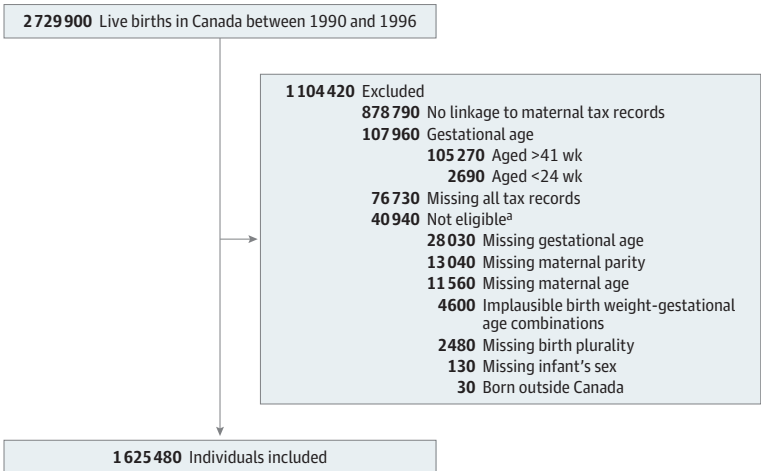 2 729 900 Live births in Canada between 1990 and 1996
1 104 420 Excluded
878 790 No linkage to maternal tax records
107 960 Gestational age
105 270 Aged >41 wk
2690 Aged <24 wk
76 730 Missing all tax records
40 940 Not eligibleᵃ
28 030 Missing gestational age
13 040 Missing maternal parity
11 560 Missing maternal age
4600 Implausible birth weight-gestational
age combinations
2480 Missing birth plurality
130 Missing infant's sex
30 Born outside Canada
1 625 480 Individuals included